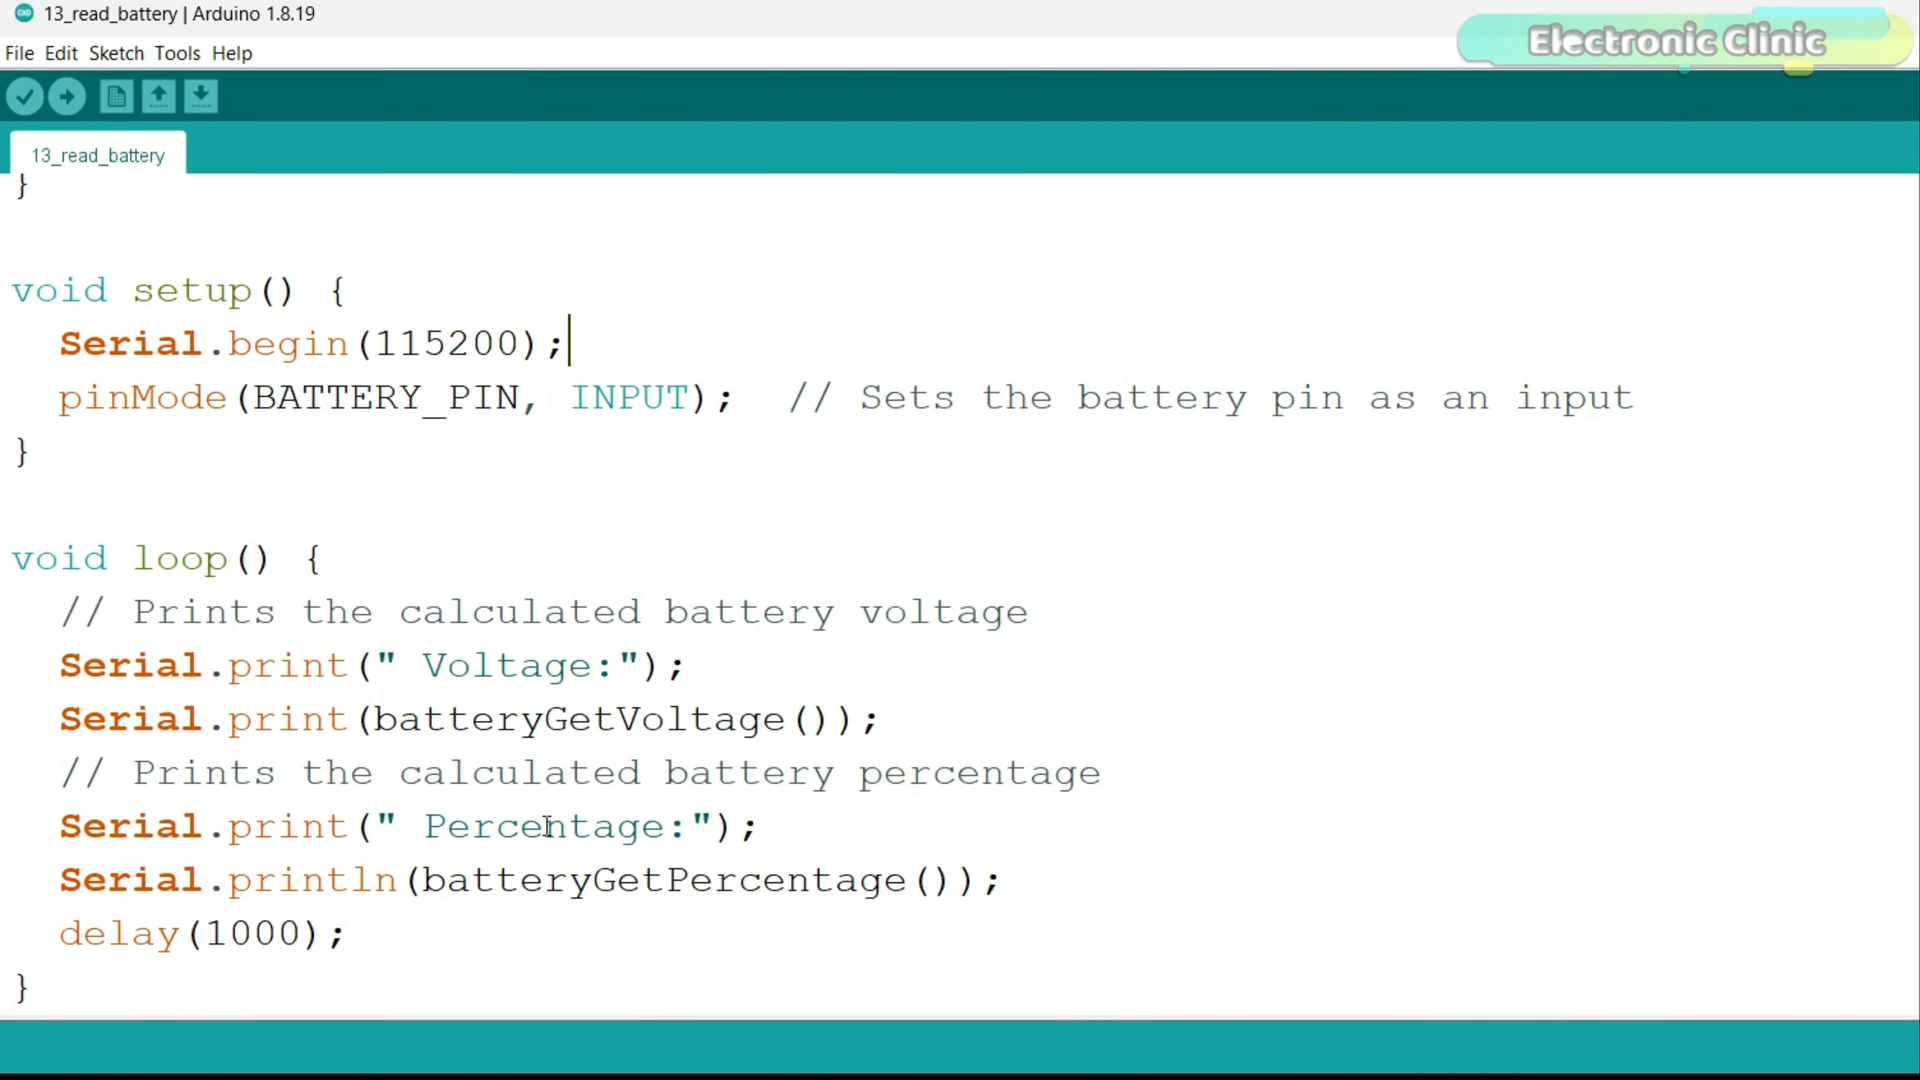 13_read_battery | Arduino 1.8.19
Electronic Clinic
File Edit Sketch Tools Help
13_read_battery
}
void setup() {
  Serial.begin(115200);
  pinMode(BATTERY_PIN, INPUT);  // Sets the battery pin as an input
}
void loop() {
  // Prints the calculated battery voltage
  Serial.print(" Voltage:");
  Serial.print(batteryGetVoltage());
  // Prints the calculated battery percentage
  Serial.print(" Percentage:");
  Serial.println(batteryGetPercentage());
  delay(1000);
}